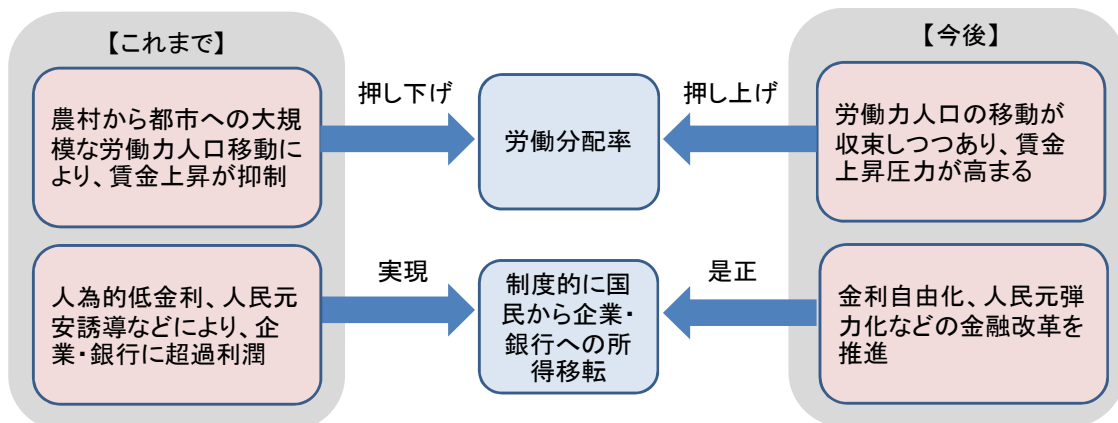 【これまで】
農村から都市への大規
模な労働力人口移動によ
り、賃金上昇が抑制
人為的低金利、人民元
安誘導などにより、企
業・銀行に超過利潤
押し下げ
実現
労働分配率
制度的に国
民から企業・
銀行への所
得移転
押し上げ
是正
【今後】
労働力人口の移動が
収束しつつあり、賃金
上昇圧力が高まる
金利自由化、人民元弾
力化などの金融改革を
推進